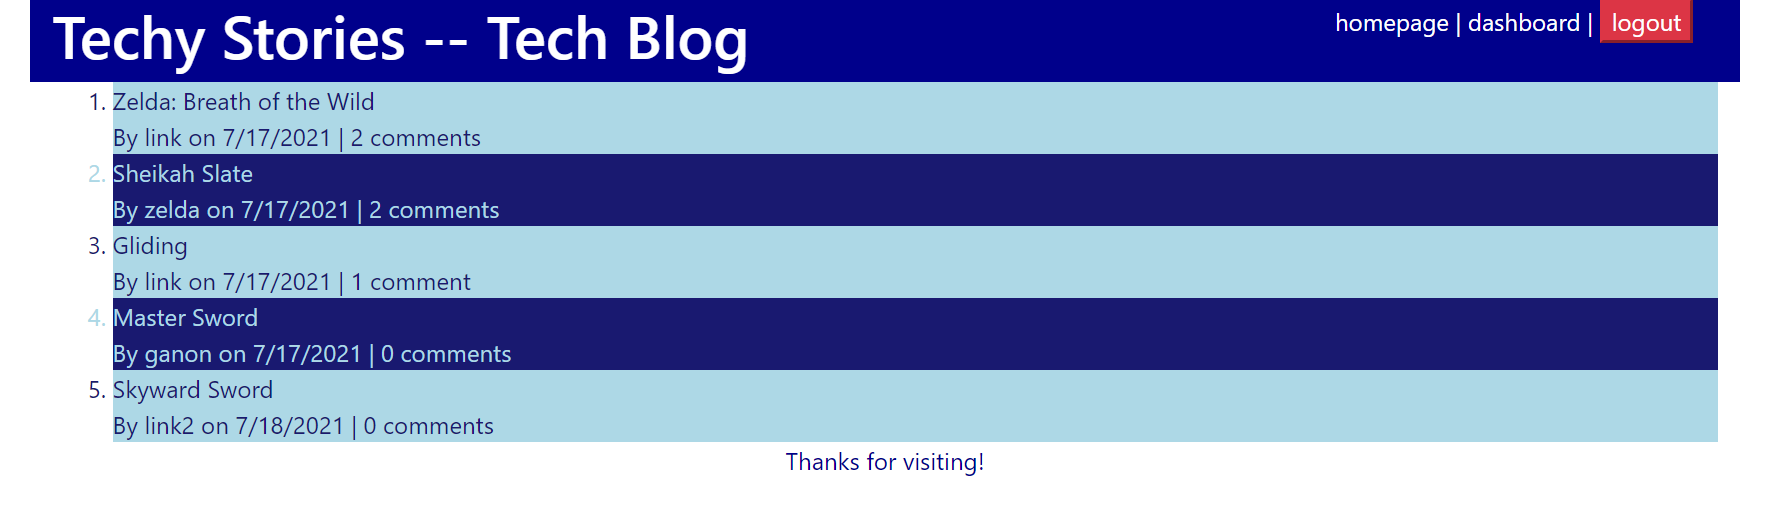 Techy Stories -- Tech Blog
homepage | dashboard | logout
1. Zelda: Breath of the Wild
By link on 7/17/2021 | 2 comments
2. Sheikah Slate
By zelda on 7/17/2021 | 2 comments
3. Gliding
By link on 7/17/2021 | 1 comment
4. Master Sword
By ganon on 7/17/2021 | 0 comments
5. Skyward Sword
By link2 on 7/18/2021 | 0 comments
Thanks for visiting!